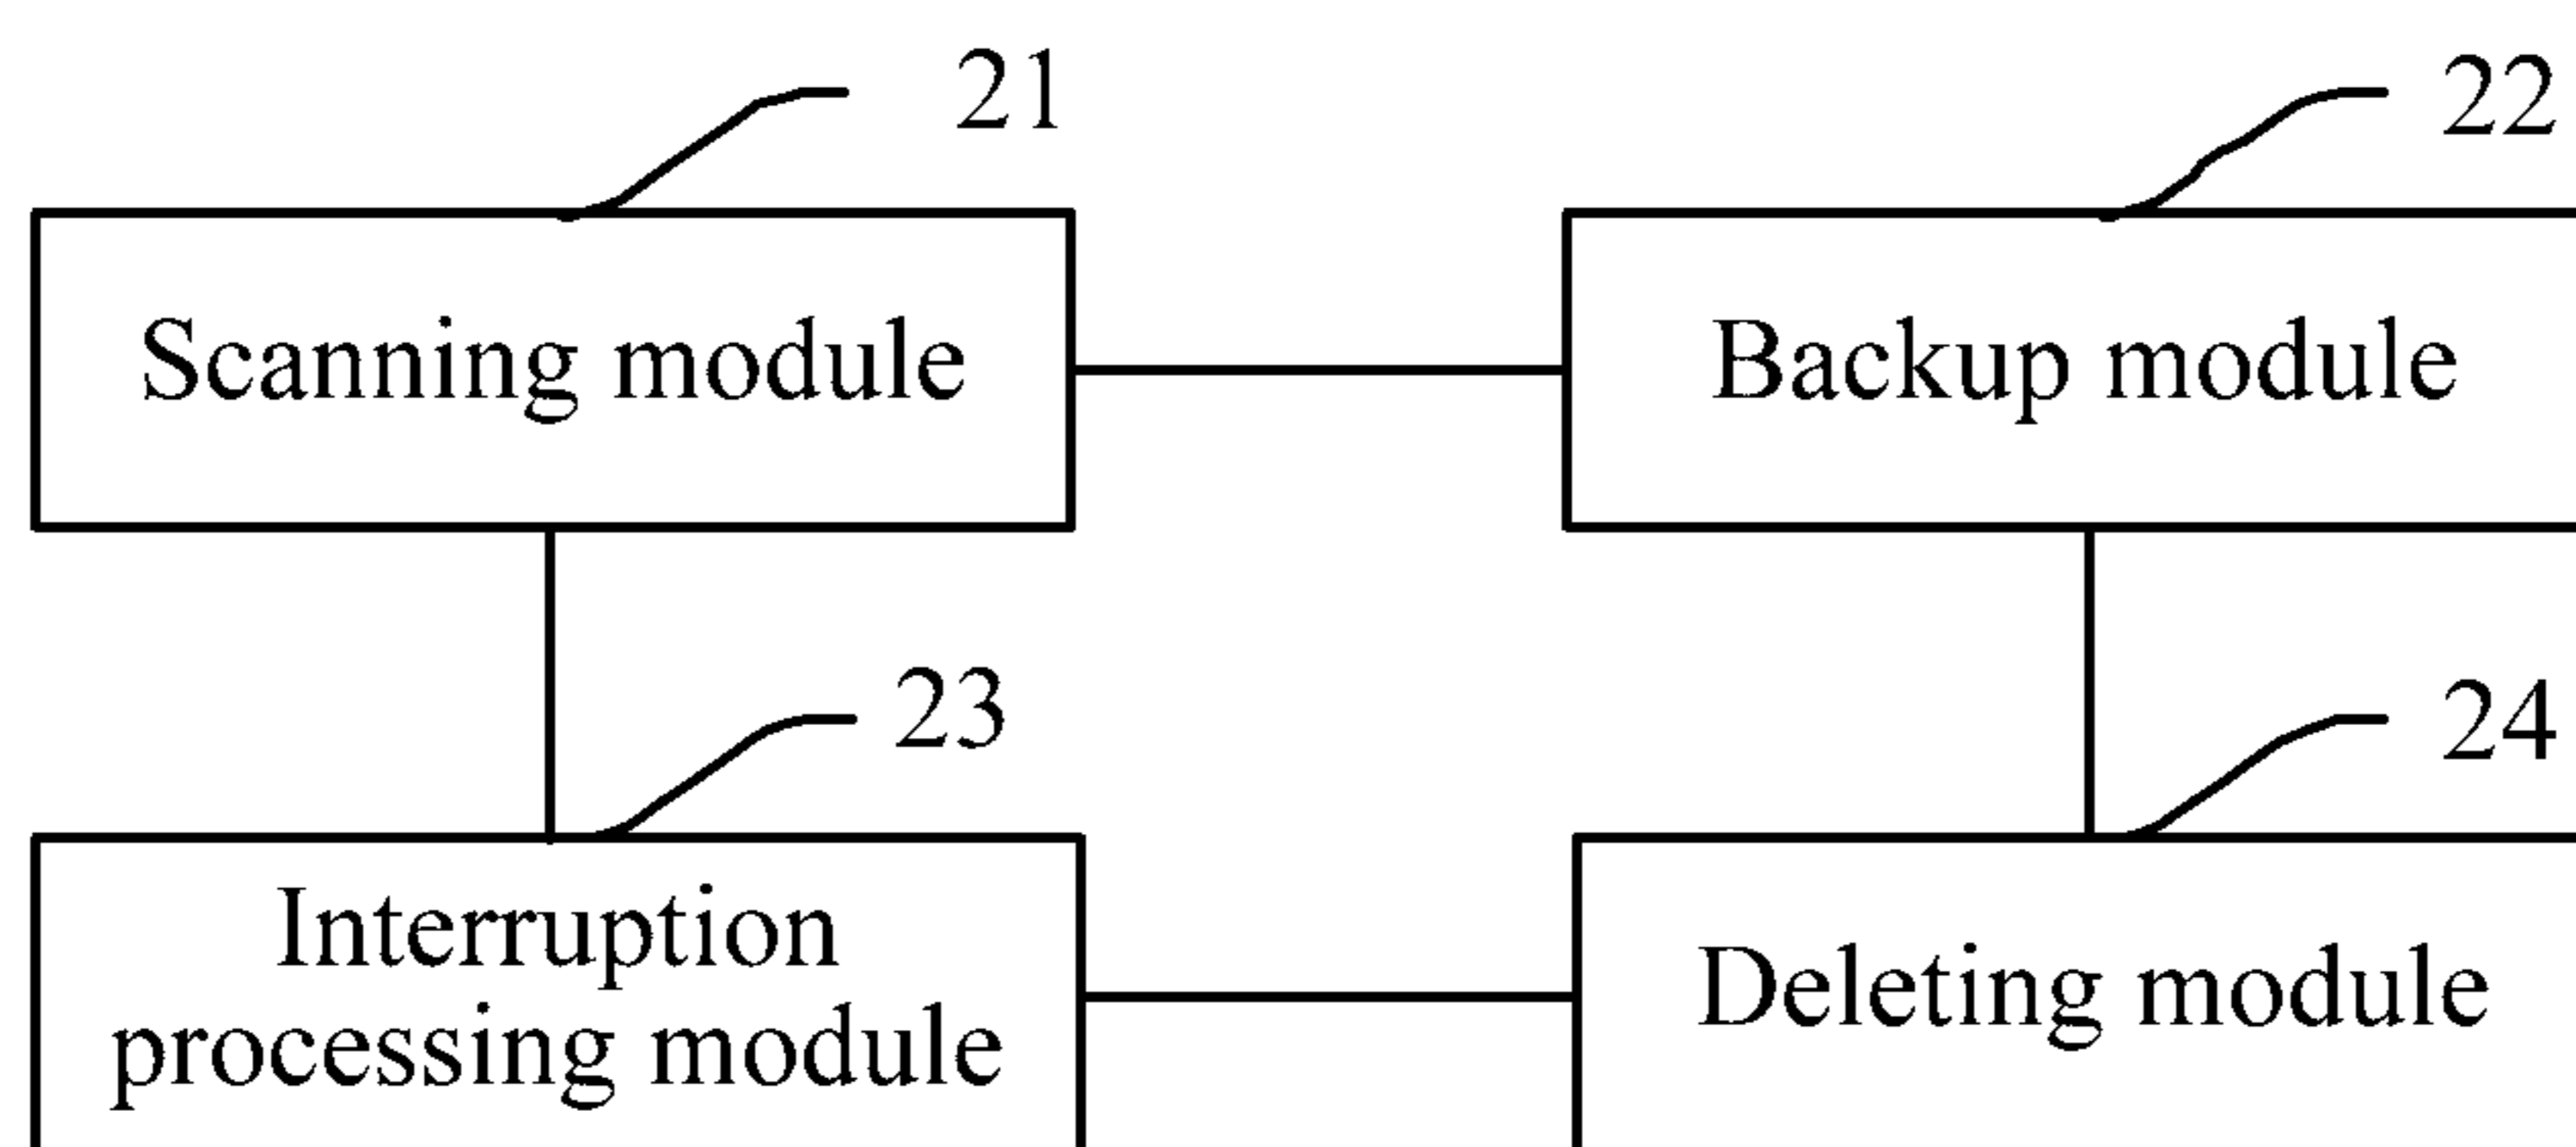 21
22
Scanning module
Backup module
23
24
Interruption
processing module
Deleting module